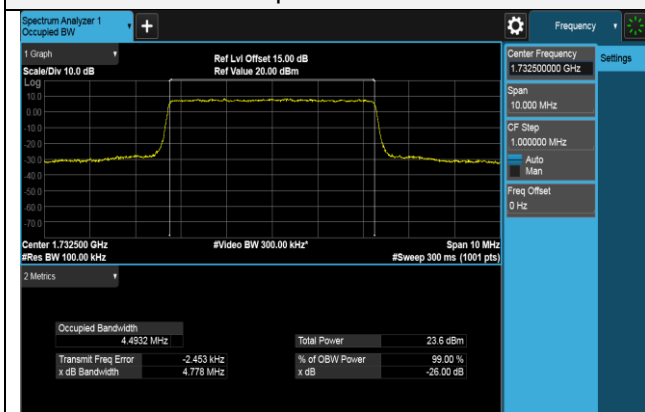 Spectrum Analyzer 1
Occupied BW
Frequency
1 Graph
Scale/Div 10.0 dB
Ref Lvl Offset 15.00 dB
Ref Value 20.00 dBm
Log
10.0
0.00
-10.0
-20.0
-30.0
-40.0
-50.0
-60.0
-70.0
Center 1.732500 GHz
#Video BW 300.00 kHz*
Span 10 MHz
#Res BW 100.00 kHz
#Sweep 300 ms (1001 pts)
Center Frequency
1.732500000 GHz
Settings
Span
10.000 MHz
CF Step
1.000000 MHz
Auto
Man
Freq Offset
0 Hz
2 Metrics
Occupied Bandwidth
4.4932 MHz
Total Power 23.6 dBm
Transmit Freq Error -2.453 kHz % of OBW Power 99.00 %
x dB Bandwidth 4.778 MHz x dB -26.00 dB